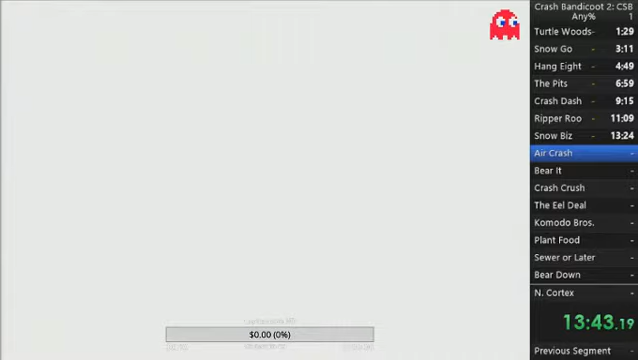 Crash Bandicoot 2: CSB
Any% 1
Turtle Woods - 1:29
Snow Go - 3:11
Hang Eight - 4:49
The Pits - 6:59
Crash Dash - 9:15
Ripper Roo - 11:09
Snow Biz - 13:24
Air Crash -
Bear It -
Crash Crush -
The Eel Deal -
Komodo Bros. -
Plant Food -
Sewer or Later -
Bear Down -
N. Cortex -
$0.00 (0%)
13:43.19
Previous Segment -